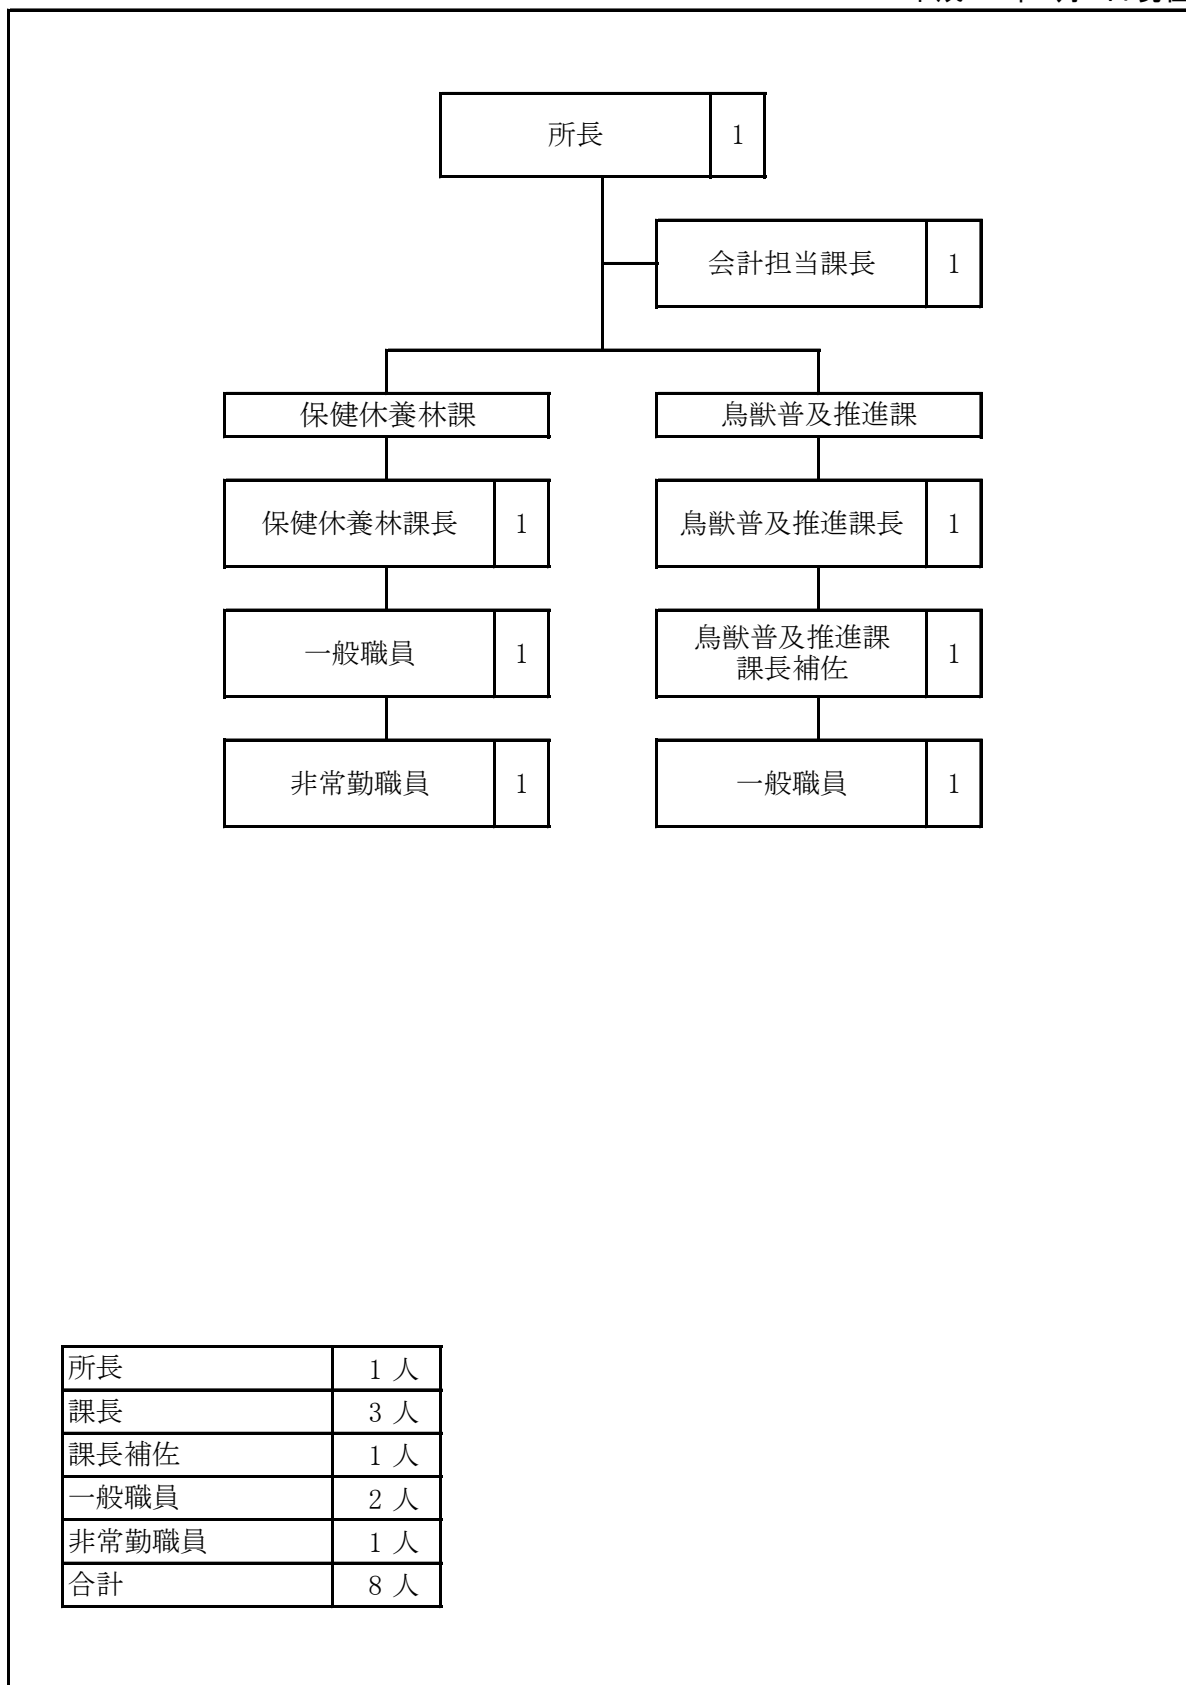 所長 1
会計担当課長 1
保健休養林課 鳥獣普及推進課
保健休養林課長 1 鳥獣普及推進課長 1
一般職員 1 鳥獣普及推進課
課長補佐 1
非常勤職員 1 一般職員 1
所長 1 人
課長 3 人
課長補佐 1 人
一般職員 2 人
非常勤職員 1 人
合計 8 人